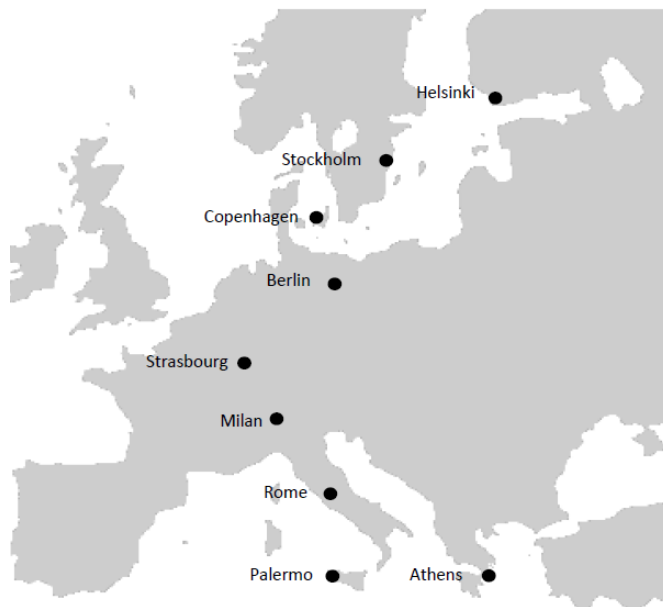 Helsinki
Stockholm
Copenhagen
Berlin
Strasbourg
Milan
Rome
Palermo
Athens